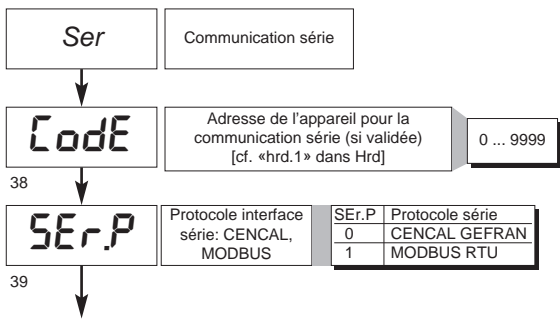 Ser
Communication série
CodE
Adresse de l'appareil pour la
communication série (si validée)
[cf. «hrd.1» dans Hrd]
0 ... 9999
38
SEr.P
Protocole interface
série: CENCAL,
MODBUS
SEr.P Protocole série
0 CENCAL GEFRAN
1 MODBUS RTU
39